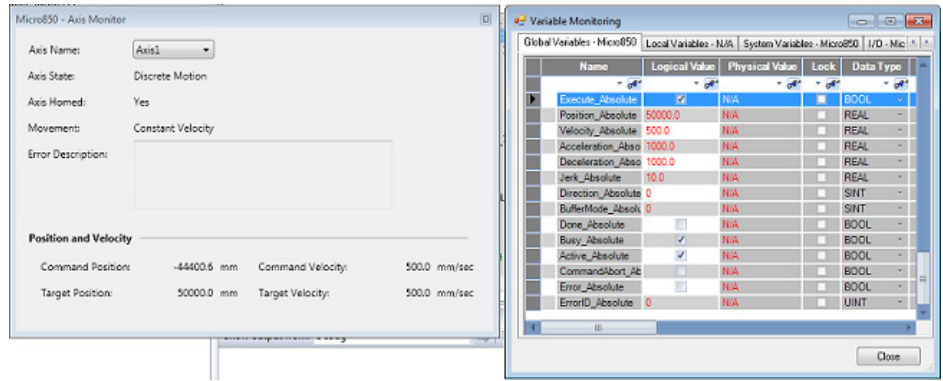 Micro850 - Axis Monitor
Axis Name: Axis1
Axis State: Discrete Motion
Axis Homed: Yes
Movement: Constant Velocity
Error Description:
Position and Velocity
Command Position: -44400.6 mm Command Velocity: 500.0 mm/sec
Target Position: 50000.0 mm Target Velocity: 500.0 mm/sec
Variable Monitoring
Global Variables - Micro850 Local Variables - N/A System Variables - Micro850 I/O - Mic
Name Logical Value Physical Value Lock Data Type
Execute_Absolute N/A BOOL
Position_Absolute 50000.0 N/A REAL
Velocity_Absolute 500.0 N/A REAL
Acceleration_Abso 1000.0 N/A REAL
Deceleration_Abso 1000.0 N/A REAL
Jerk_Absolute 10.0 N/A REAL
Direction_Absolute 0 N/A SINT
BufferMode_Absolu 0 N/A SINT
Done_Absolute N/A BOOL
Busy_Absolute N/A BOOL
Active_Absolute N/A BOOL
CommandAbort_Ab N/A BOOL
Error_Absolute N/A BOOL
ErrorID_Absolute 0 N/A UINT
Close